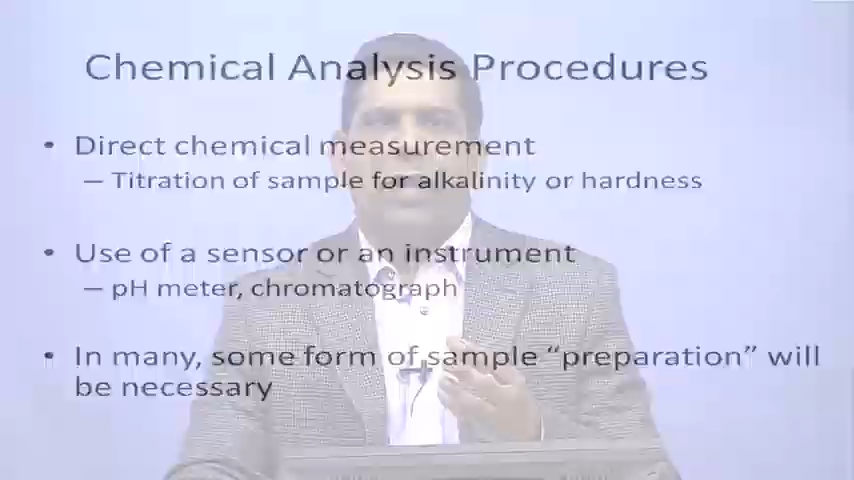 Chemical Analysis Procedures
• Direct chemical measurement
– Titration of sample for alkalinity or hardness
• Use of a sensor or an instrument
– pH meter, chromatograph
• In many, some form of sample “preparation” will
be necessary